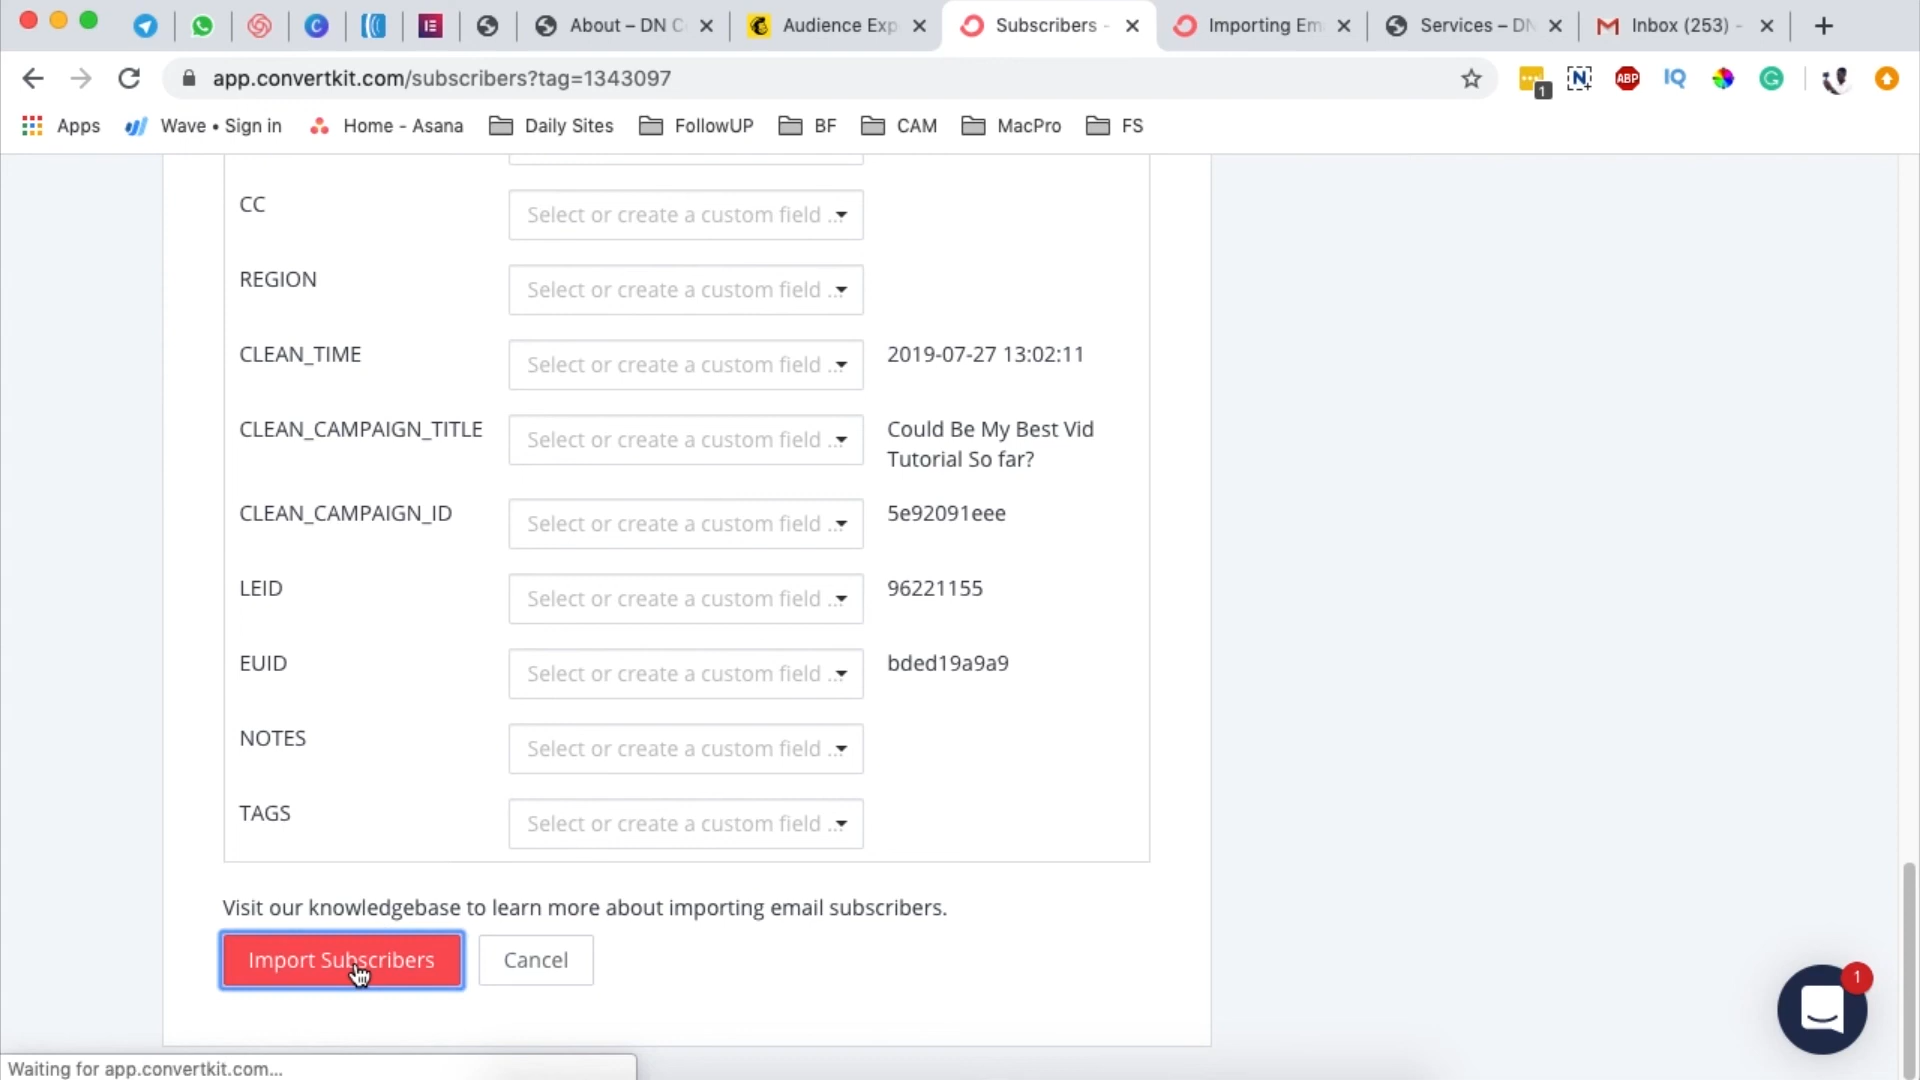 About – DN C
Audience Exp
Subscribers -
Importing Em
Services – DN
Inbox (253) -
app.convertkit.com/subscribers?tag=1343097
1
ABP
IQ
Apps
Wave • Sign in
Home - Asana
Daily Sites
FollowUP
BF
CAM
MacPro
FS
CC
Select or create a custom field ...
REGION
Select or create a custom field ...
CLEAN_TIME
Select or create a custom field ...
2019-07-27 13:02:11
CLEAN_CAMPAIGN_TITLE
Select or create a custom field ...
Could Be My Best Vid
Tutorial So far?
CLEAN_CAMPAIGN_ID
Select or create a custom field ...
5e92091eee
LEID
Select or create a custom field ...
96221155
EUID
Select or create a custom field ...
bded19a9a9
NOTES
Select or create a custom field ...
TAGS
Select or create a custom field ...
Visit our knowledgebase to learn more about importing email subscribers.
Import Subscribers
Cancel
1
Waiting for app.convertkit.com...